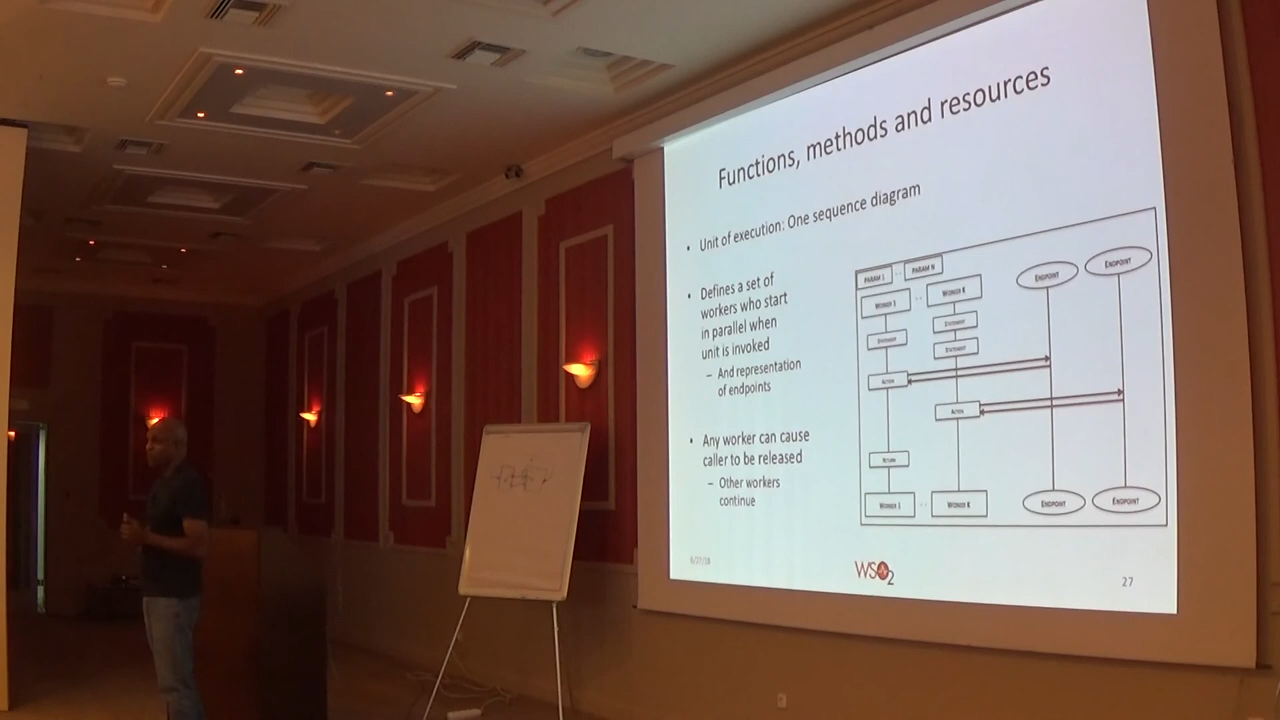 Functions, methods and resources
• Unit of execution: One sequence diagram
• Defines a set of
workers who start
in parallel when
unit is invoked
– And representation
of endpoints
• Any worker can cause
caller to be released
– Other workers
continue
PARAM 1 . . PARAM N
WORKER 1 . . WORKER K
ENDPOINT ENDPOINT
STATEMENT STATEMENT
STATEMENT
ACTION
ACTION
RETURN
WORKER 1 . . WORKER K
ENDPOINT ENDPOINT
6/27/18
WSO2
27